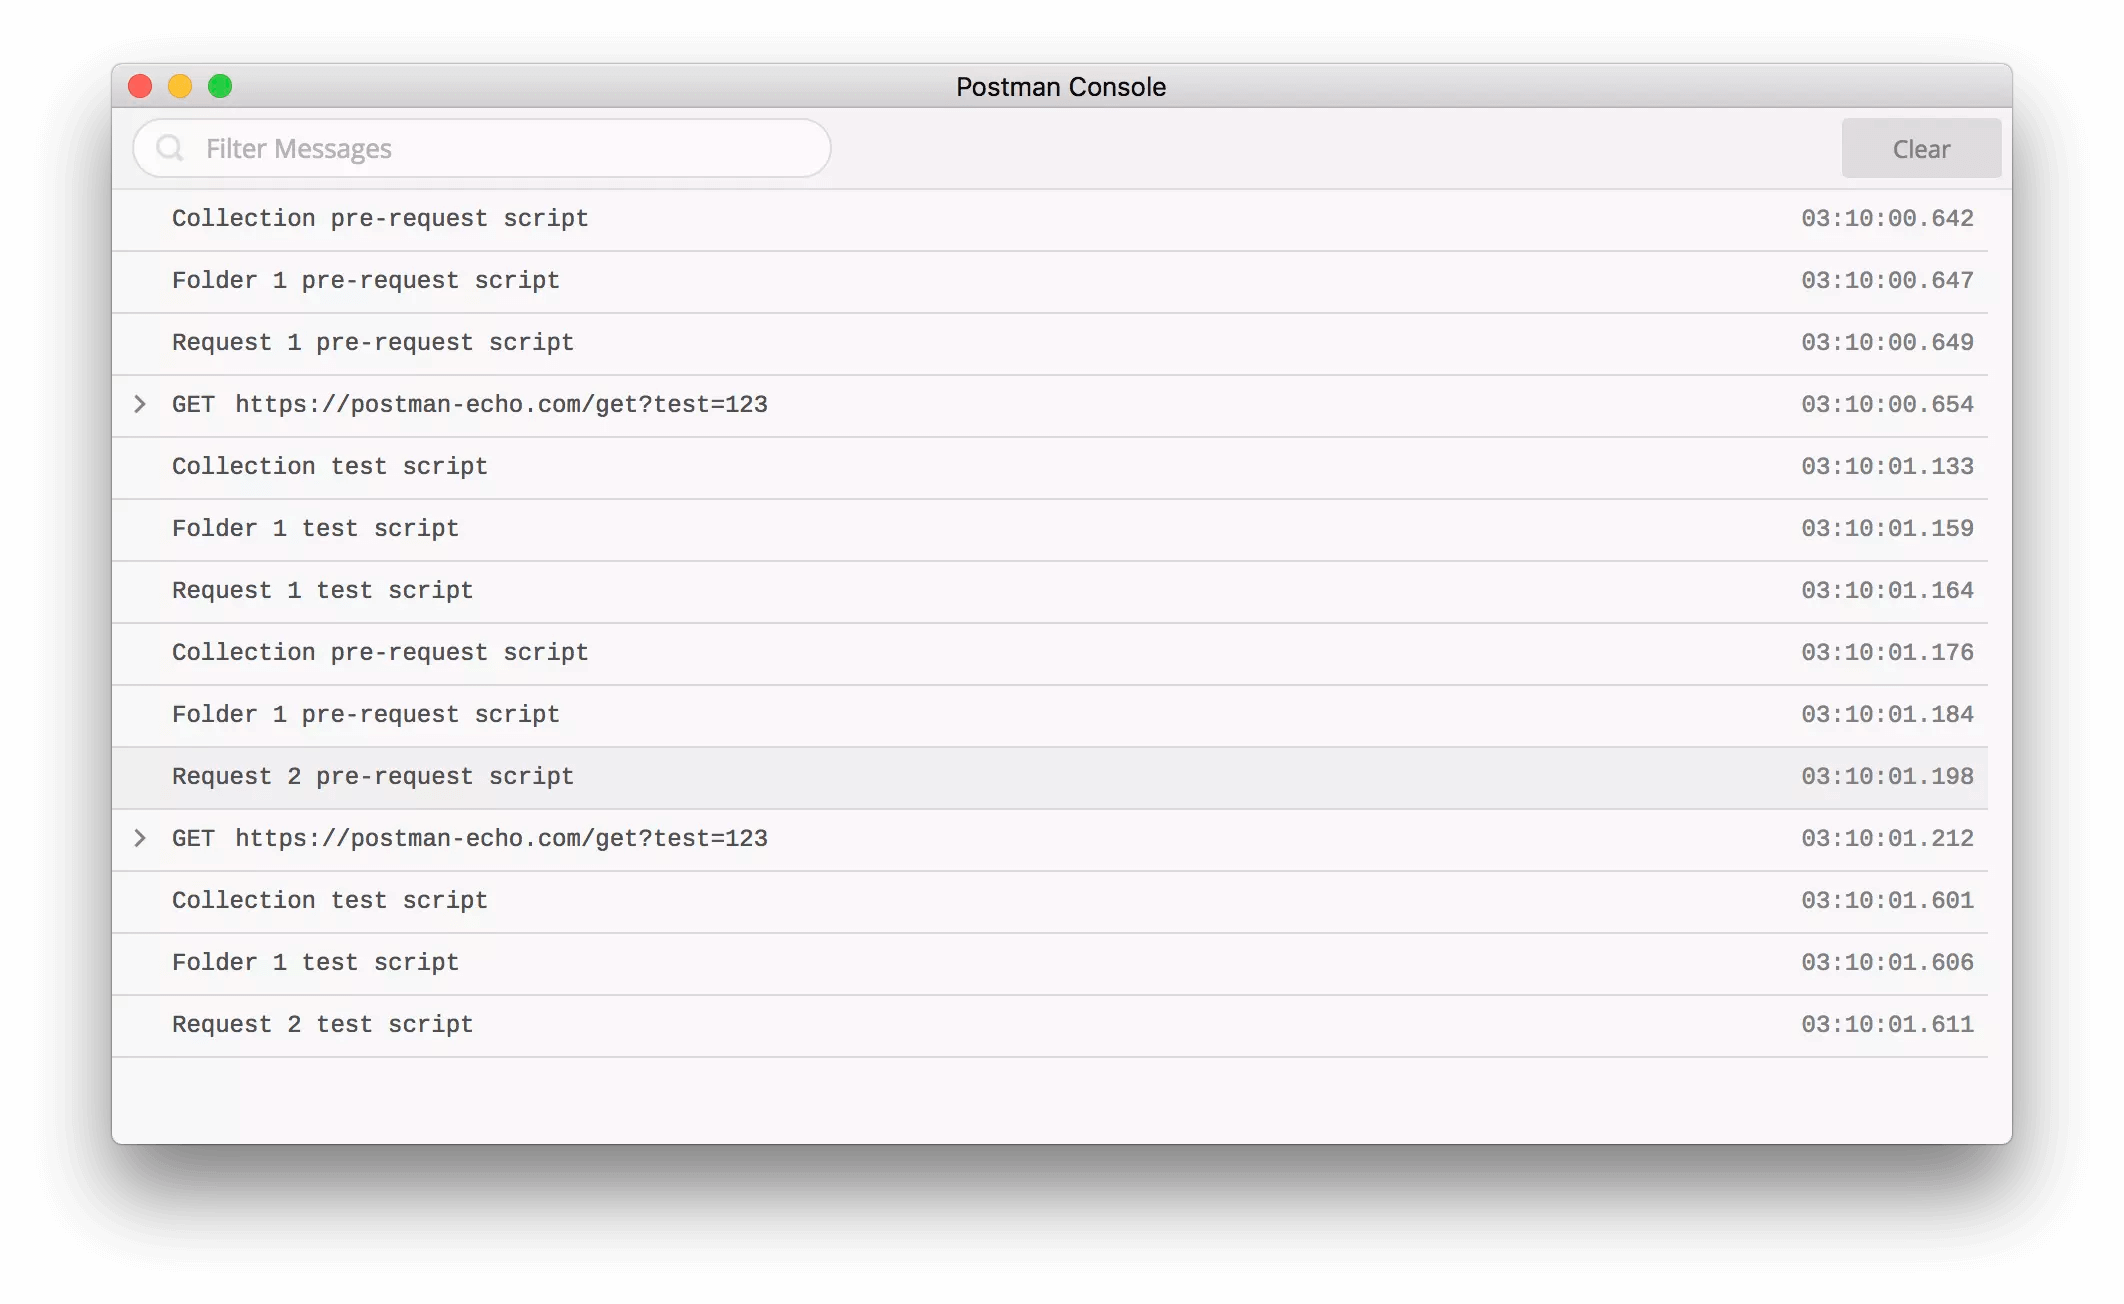 Postman Console
Filter Messages Clear
Collection pre-request script 03:10:00.642
Folder 1 pre-request script 03:10:00.647
Request 1 pre-request script 03:10:00.649
GET https://postman-echo.com/get?test=123 03:10:00.654
Collection test script 03:10:01.133
Folder 1 test script 03:10:01.159
Request 1 test script 03:10:01.164
Collection pre-request script 03:10:01.176
Folder 1 pre-request script 03:10:01.184
Request 2 pre-request script 03:10:01.198
GET https://postman-echo.com/get?test=123 03:10:01.212
Collection test script 03:10:01.601
Folder 1 test script 03:10:01.606
Request 2 test script 03:10:01.611